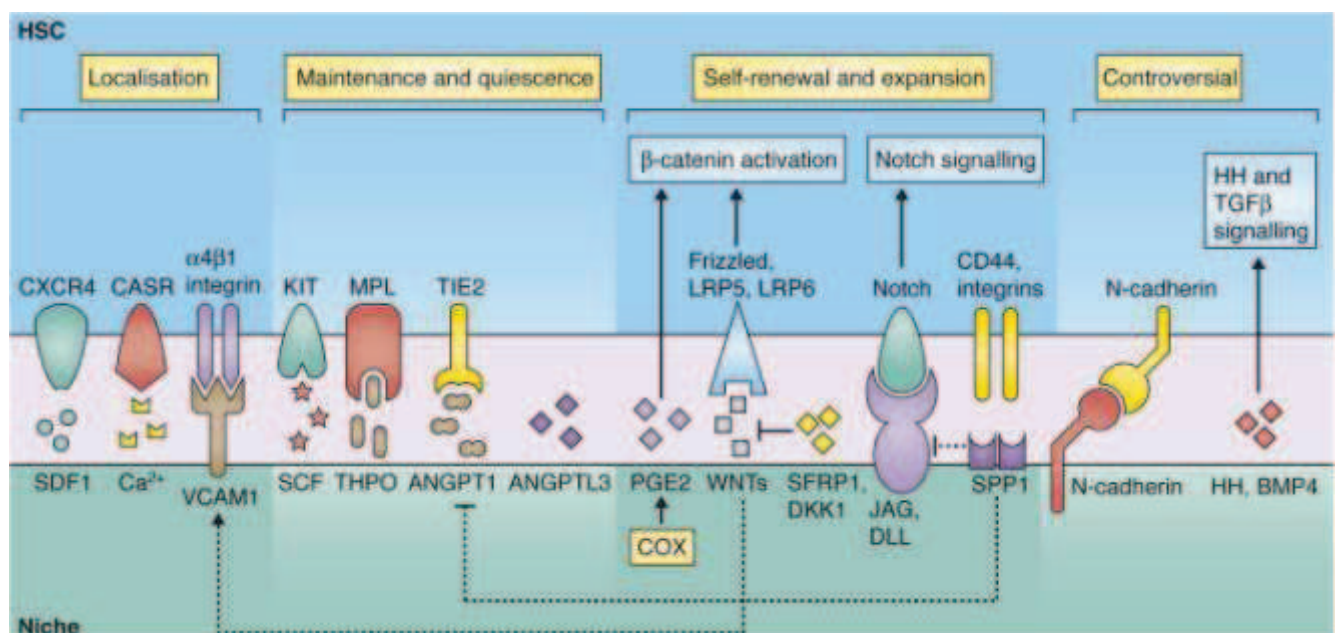 HSC
Localisation
Maintenance and quiescence
Self-renewal and expansion
Controversial
β-catenin activation
Notch signalling
HH and
TGFβ
signalling
CXCR4
CASR
α4β1
integrin
KIT
MPL
TIE2
Frizzled,
LRP5, LRP6
Notch
CD44,
integrins
N-cadherin
SDF1
Ca²⁺
VCAM1
SCF
THPO
ANGPT1
ANGPTL3
PGE2
WNTs
SFRP1,
DKK1
JAG,
DLL
SPP1
N-cadherin
HH, BMP4
COX
Niche